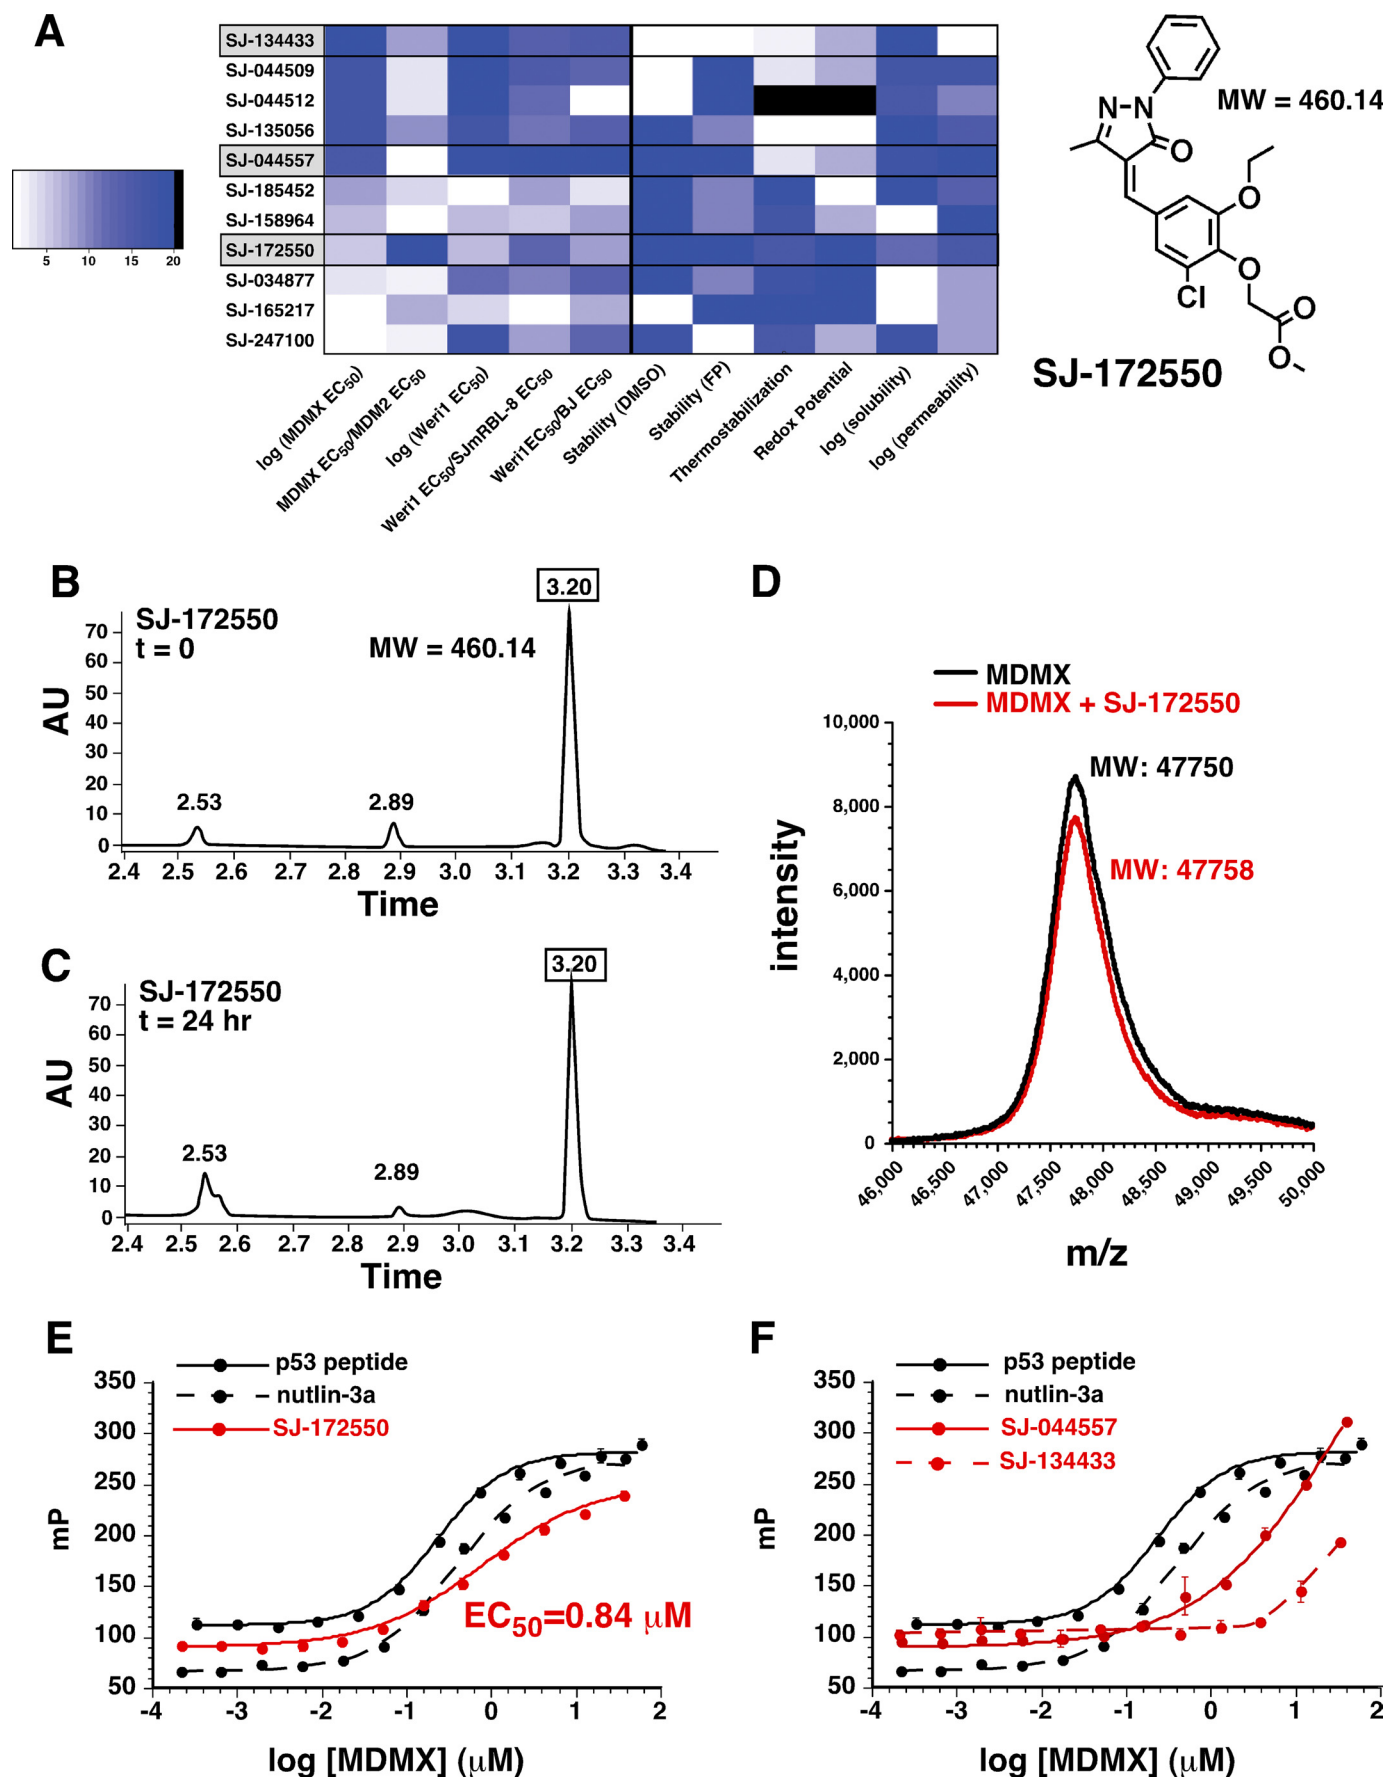 A
SJ-134433
SJ-044509
SJ-044512
SJ-135056
SJ-044557
SJ-185452
SJ-158964
SJ-172550
SJ-034877
SJ-165217
SJ-247100
5 10 15 20
log (MDMX EC50)
MDMX EC50/MDM2 EC50
log (Weri1 EC50)
Weri1 EC50/SJmRBL-8 EC50
Weri1EC50/BJ EC50
Stability (DMSO)
Stability (FP)
Thermostabilization
Redox Potential
log (solubility)
log (permeability)
MW = 460.14
N
N
O
O
O
Cl
O
O
SJ-172550
B
SJ-172550
t = 0
MW = 460.14
3.20
2.53
2.89
AU
70
60
50
40
30
20
10
0
2.4 2.5 2.6 2.7 2.8 2.9 3.0 3.1 3.2 3.3 3.4
Time
C
SJ-172550
t = 24 hr
3.20
2.53
2.89
AU
70
60
50
40
30
20
10
0
2.4 2.5 2.6 2.7 2.8 2.9 3.0 3.1 3.2 3.3 3.4
Time
D
MDMX
MDMX + SJ-172550
MW: 47750
MW: 47758
intensity
10,000
8,000
6,000
4,000
2,000
0
46,000 46,500 47,000 47,500 48,000 48,500 49,000 49,500 50,000
m/z
E
p53 peptide
nutlin-3a
SJ-172550
EC50=0.84 μM
mP
350
300
250
200
150
100
50
-4 -3 -2 -1 0 1 2
log [MDMX] (μM)
F
p53 peptide
nutlin-3a
SJ-044557
SJ-134433
mP
350
300
250
200
150
100
50
-4 -3 -2 -1 0 1 2
log [MDMX] (μM)